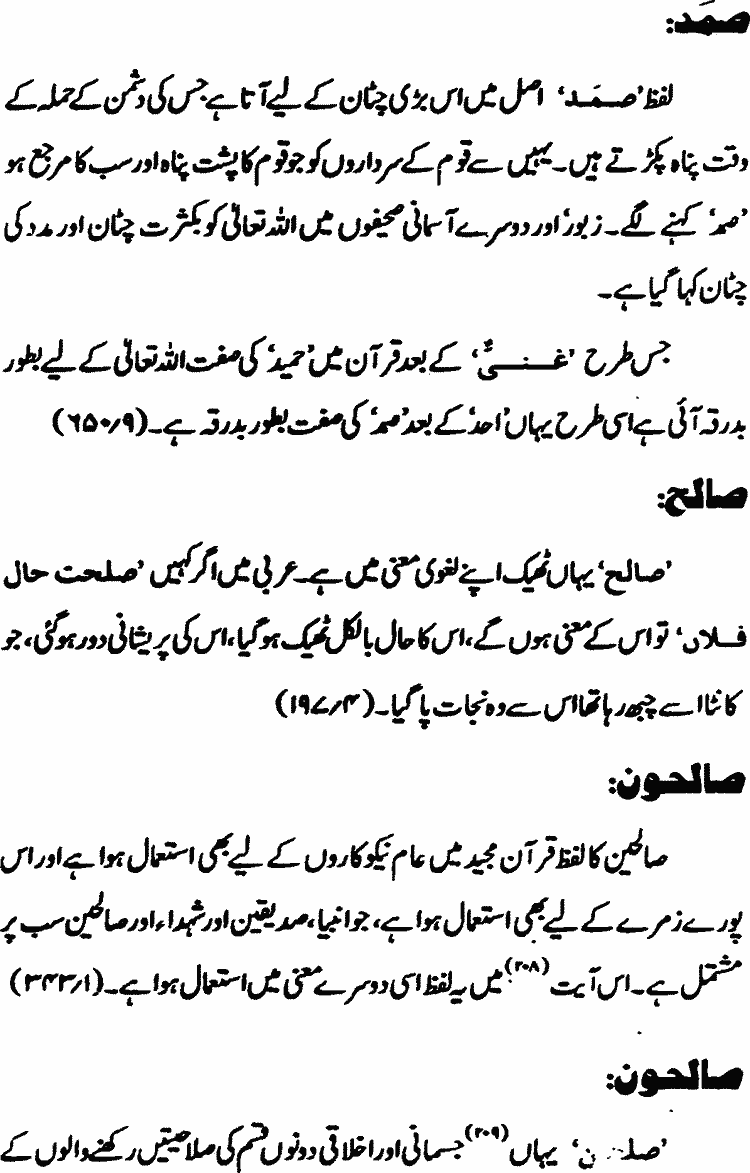 صمَد:
لفظ ’صمَد‘ اصل میں اس بڑی چٹان کے لیے آتا ہے جس کی دشمن کے حملہ کے
وقت پناہ پکڑتے ہیں۔ یہیں سے قوم کے سرداروں کو جو قوم کا پشت پناہ اور سب کا مرجع ہو
’صمد‘ کہنے لگے۔ زبور‘ اور دوسرے آسمانی صحیفوں میں اللہ تعالیٰ کو بکثرت چٹان اور مدد کی
چٹان کہا گیا ہے۔
جس طرح ’غنیٌّ‘ کے بعد قرآن میں ’حمید‘ کی صفت اللہ تعالیٰ کے لیے بطور
بدرقہ آئی ہے اسی طرح یہاں ’احد‘ کے بعد ’صمد‘ کی صفت بطور بدرقہ ہے۔ (۶۵۰/۹)
صالح:
’صالح‘ یہاں ٹھیک اپنے لغوی معنی میں ہے۔ عربی میں اگر کہیں ’صلحت حال
فلان‘ تو اس کے معنی ہوں گے، اس کا حال بالکل ٹھیک ہو گیا، اس کی پریشانی دور ہوگئی، جو
کانٹا اسے چبھ رہا تھا اس سے وہ نجات پا گیا۔ (۱۹۷/۴)
صالحون:
صالحین کا لفظ قرآن مجید میں عام نیکوکاروں کے لیے بھی استعمال ہوا ہے اور اس
پورے زمرے کے لیے بھی استعمال ہوا ہے، جو انبیا، صدیقین اور شہداء اور صالحین سب پر
مشتمل ہے۔ اس آیت (۲۰۸) میں یہ لفظ اسی دوسرے معنی میں استعمال ہوا ہے۔ (۳۴۳/۱)
صالحون:
یہاں (۲۰۹) جسمانی اور اخلاقی دونوں قسم کی صلاحیتیں رکھنے والوں کے